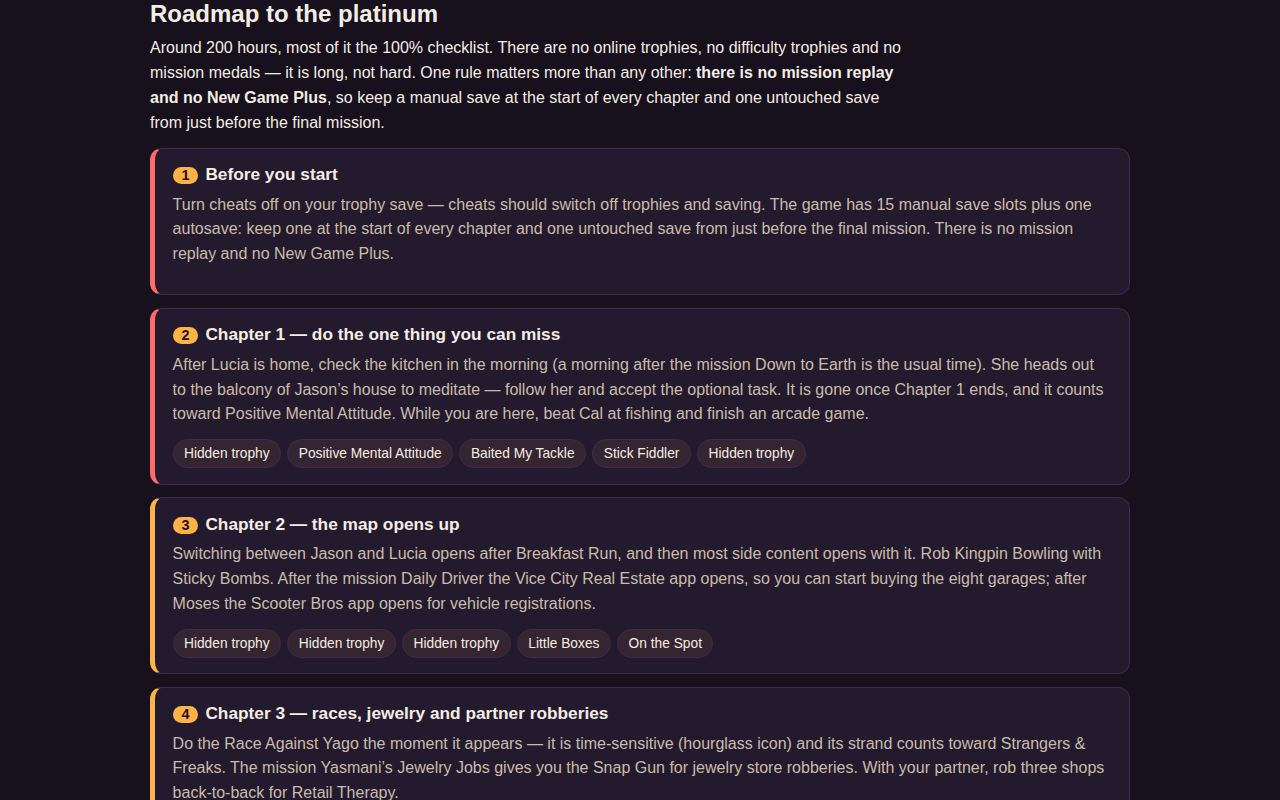 Roadmap to the platinum
Around 200 hours, most of it the 100% checklist. There are no online trophies, no difficulty trophies and no
mission medals — it is long, not hard. One rule matters more than any other: there is no mission replay
and no New Game Plus, so keep a manual save at the start of every chapter and one untouched save
from just before the final mission.
1 Before you start
Turn cheats off on your trophy save — cheats should switch off trophies and saving. The game has 15 manual save slots plus one
autosave: keep one at the start of every chapter and one untouched save from just before the final mission. There is no mission
replay and no New Game Plus.
2 Chapter 1 — do the one thing you can miss
After Lucia is home, check the kitchen in the morning (a morning after the mission Down to Earth is the usual time). She heads out
to the balcony of Jason’s house to meditate — follow her and accept the optional task. It is gone once Chapter 1 ends, and it counts
toward Positive Mental Attitude. While you are here, beat Cal at fishing and finish an arcade game.
Hidden trophy Positive Mental Attitude Baited My Tackle Stick Fiddler Hidden trophy
3 Chapter 2 — the map opens up
Switching between Jason and Lucia opens after Breakfast Run, and then most side content opens with it. Rob Kingpin Bowling with
Sticky Bombs. After the mission Daily Driver the Vice City Real Estate app opens, so you can start buying the eight garages; after
Moses the Scooter Bros app opens for vehicle registrations.
Hidden trophy Hidden trophy Hidden trophy Little Boxes On the Spot
4 Chapter 3 — races, jewelry and partner robberies
Do the Race Against Yago the moment it appears — it is time-sensitive (hourglass icon) and its strand counts toward Strangers &
Freaks. The mission Yasmani’s Jewelry Jobs gives you the Snap Gun for jewelry store robberies. With your partner, rob three shops
back-to-back for Retail Therapy.